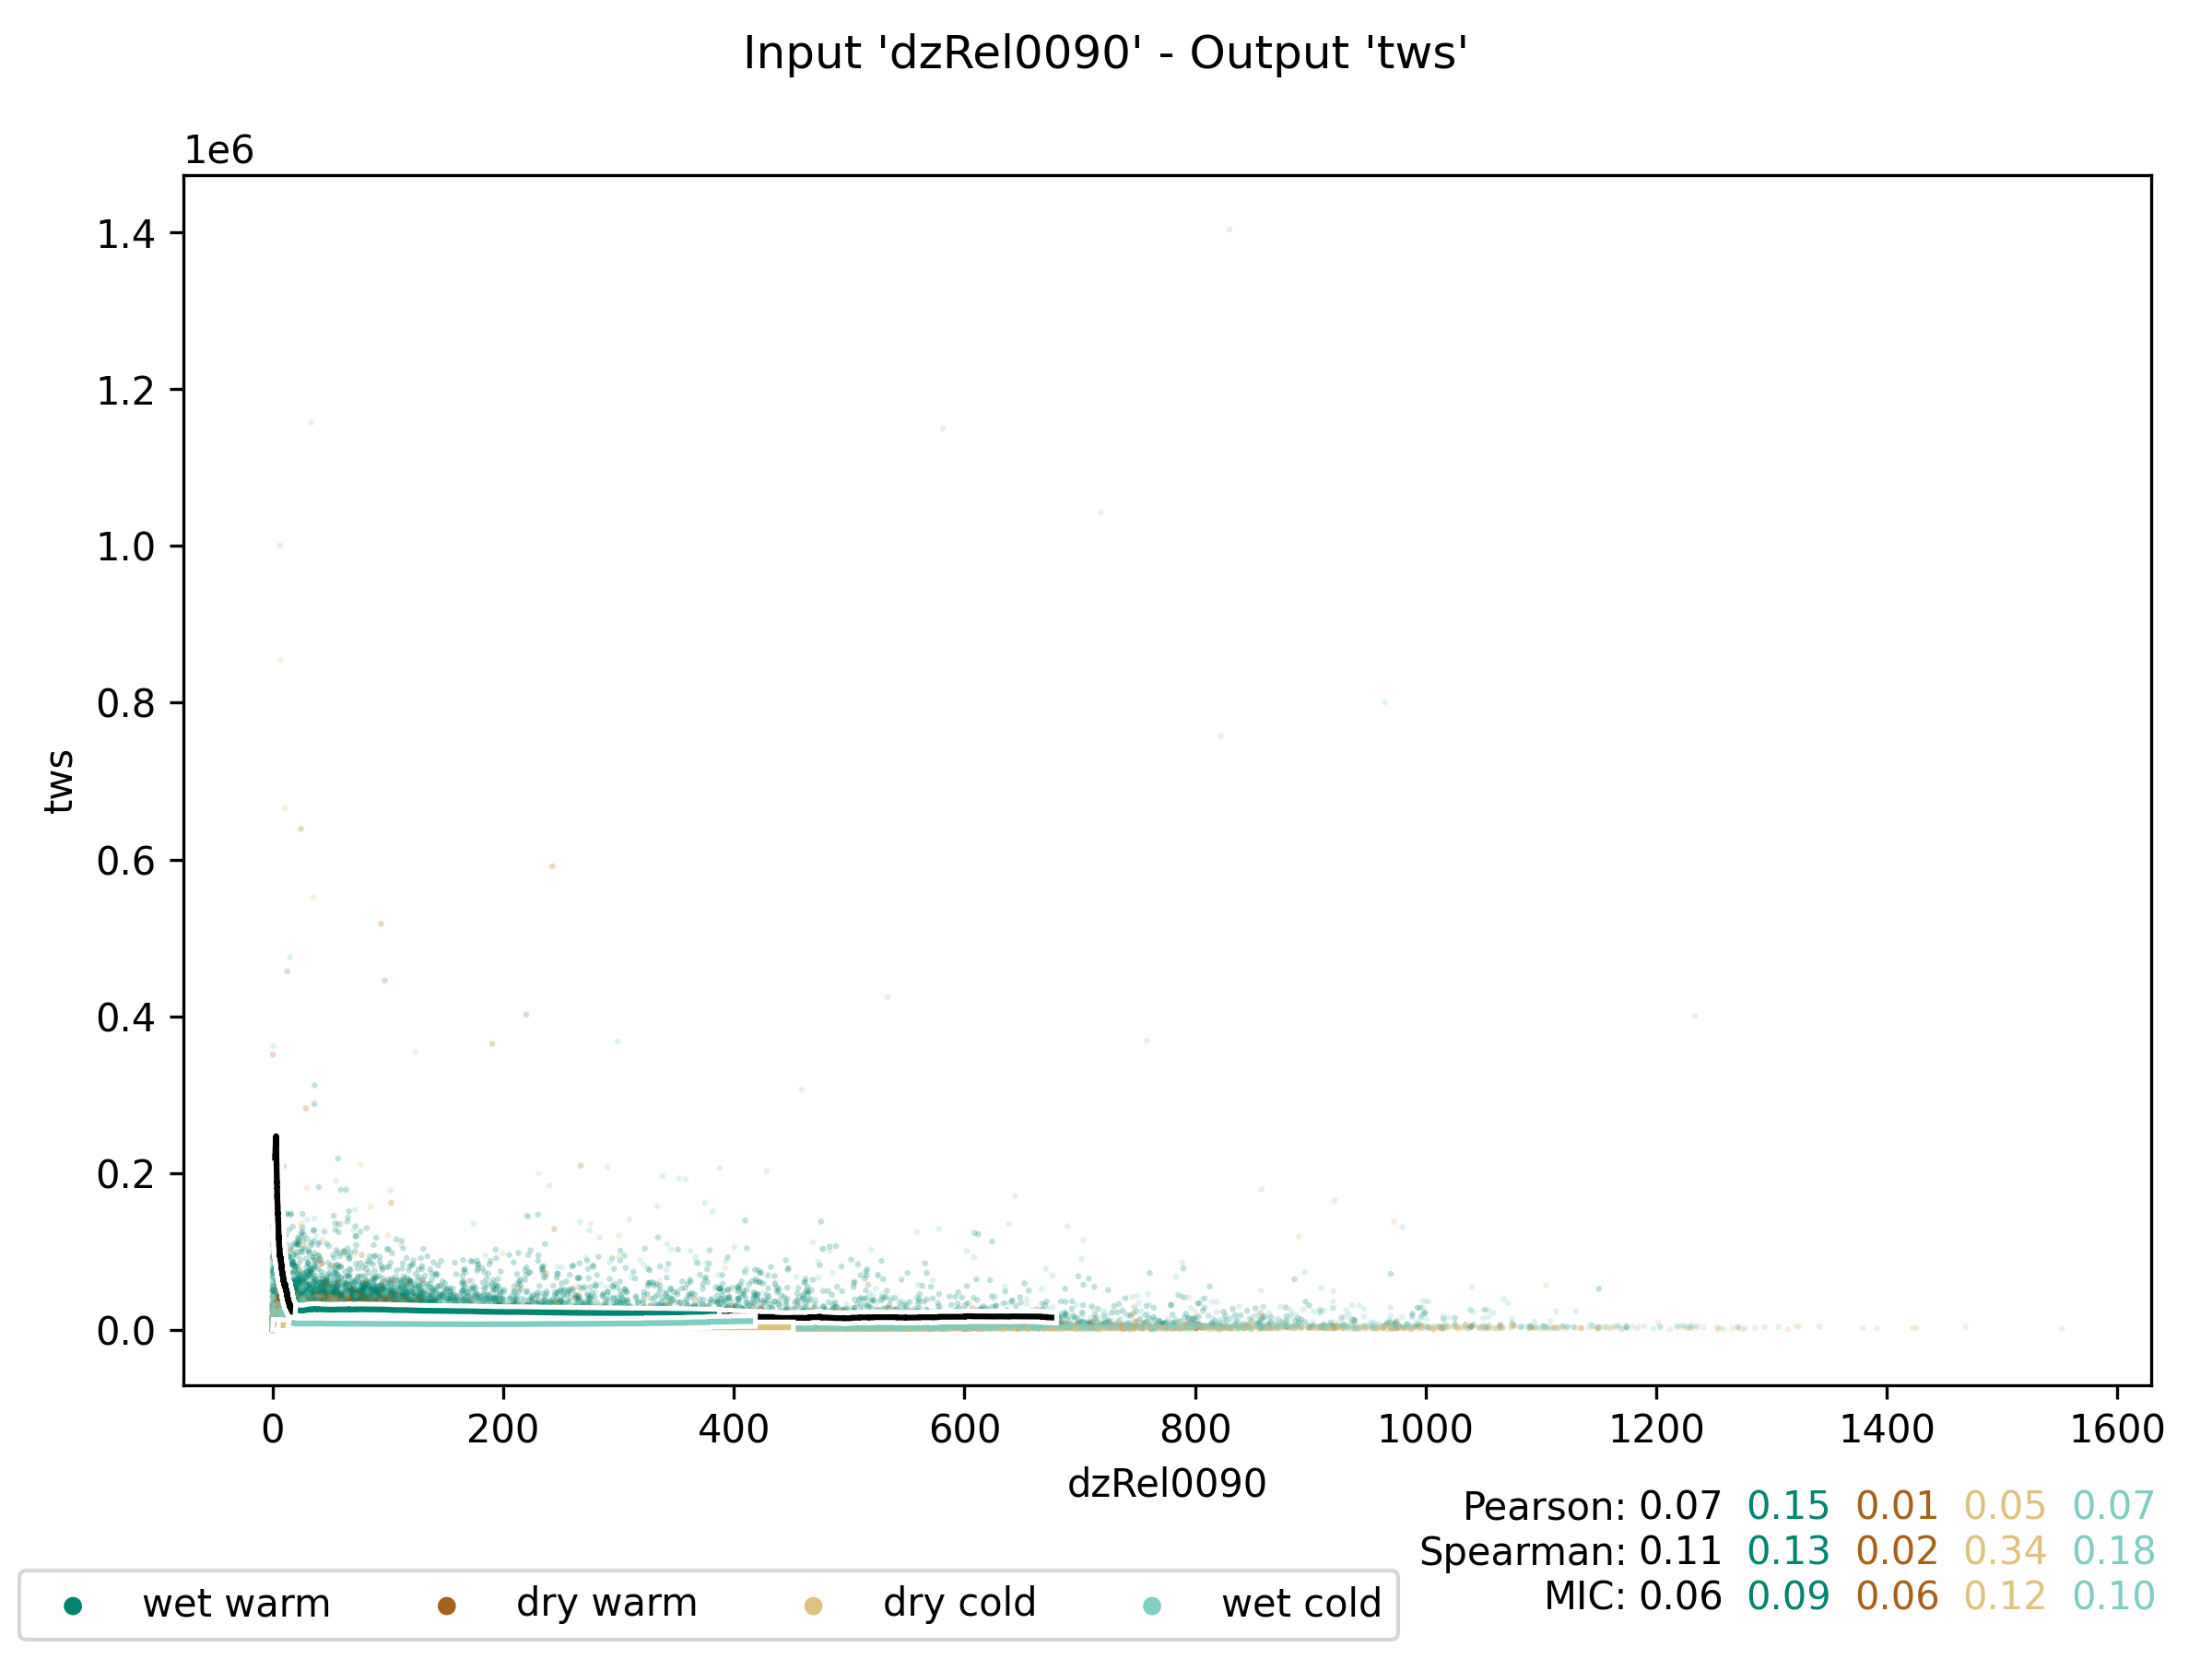 Input 'dzRel0090' - Output 'tws'
1e6
1.4
1.2
1.0
0.8
0.6
0.4
0.2
0.0
tws
0 200 400 600 800 1000 1200 1400 1600
dzRel0090
Pearson: 0.07 0.15 0.01 0.05 0.07
Spearman: 0.11 0.13 0.02 0.34 0.18
MIC: 0.06 0.09 0.06 0.12 0.10
wet warm dry warm dry cold wet cold